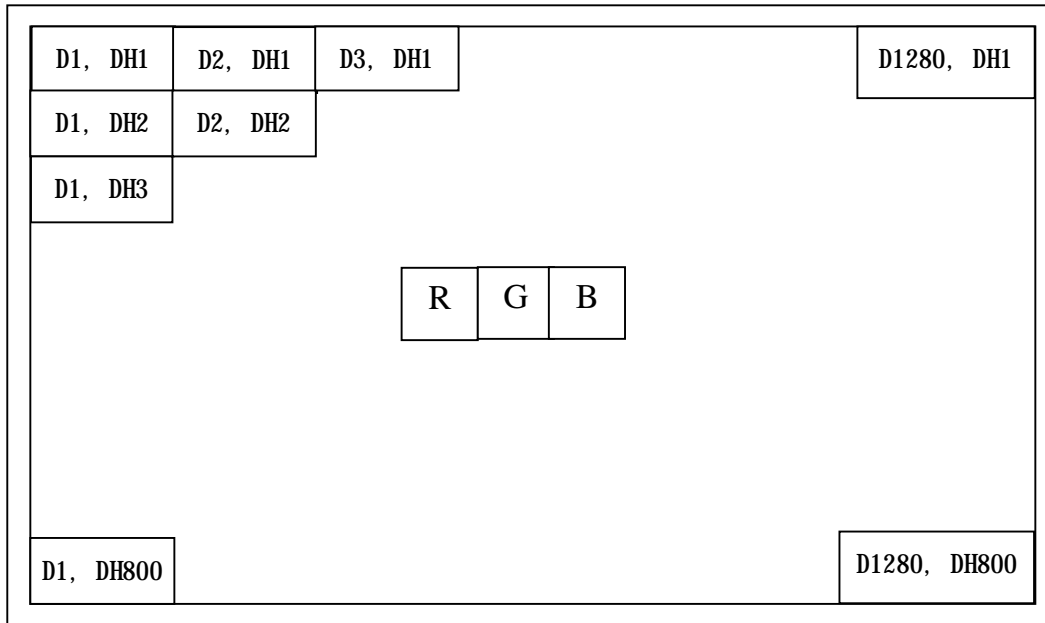 D1, DH1 D2, DH1 D3, DH1 D1280, DH1
D1, DH2 D2, DH2
D1, DH3
R G B
D1, DH800 D1280, DH800